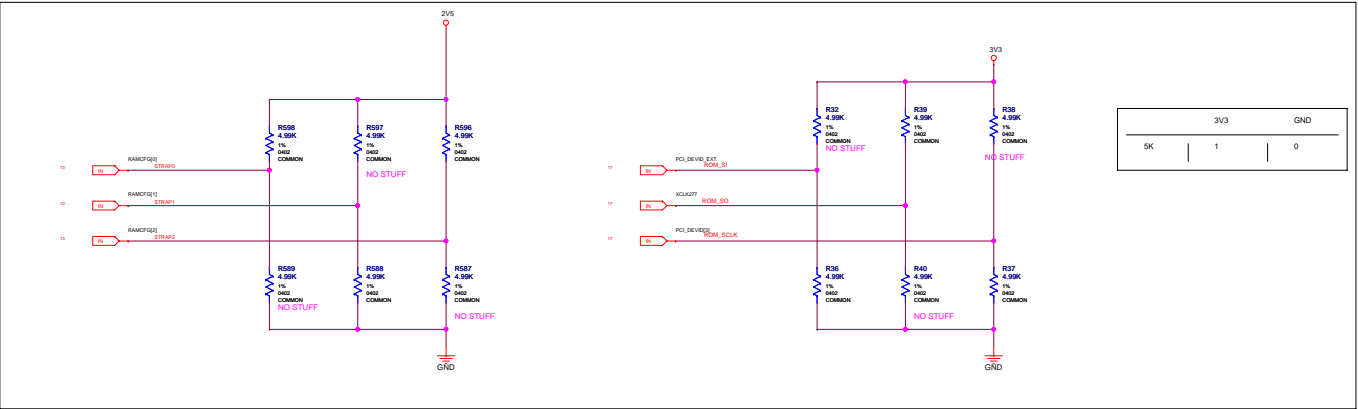 2V5
R598
4.99K
1%
0402
COMMON
R597
4.99K
1%
0402
COMMON
NO STUFF
R596
4.99K
1%
0402
COMMON
RAMCFG[0]
IN
STRAP0
RAMCFG[1]
IN
STRAP1
RAMCFG[2]
IN
STRAP2
R589
4.99K
1%
0402
COMMON
NO STUFF
R588
4.99K
1%
0402
COMMON
R587
4.99K
1%
0402
COMMON
NO STUFF
GND
3V3
R32
4.99K
1%
0402
COMMON
NO STUFF
R39
4.99K
1%
0402
COMMON
R38
4.99K
1%
0402
COMMON
NO STUFF
PCI_DEVID_EXT
IN
ROM_SI
XCLK277
IN
ROM_SO
IN
ROM_SCLK
R36
4.99K
1%
0402
COMMON
R40
4.99K
1%
0402
COMMON
NO STUFF
R37
4.99K
1%
0402
COMMON
GND
3V3 GND
5K 1 0